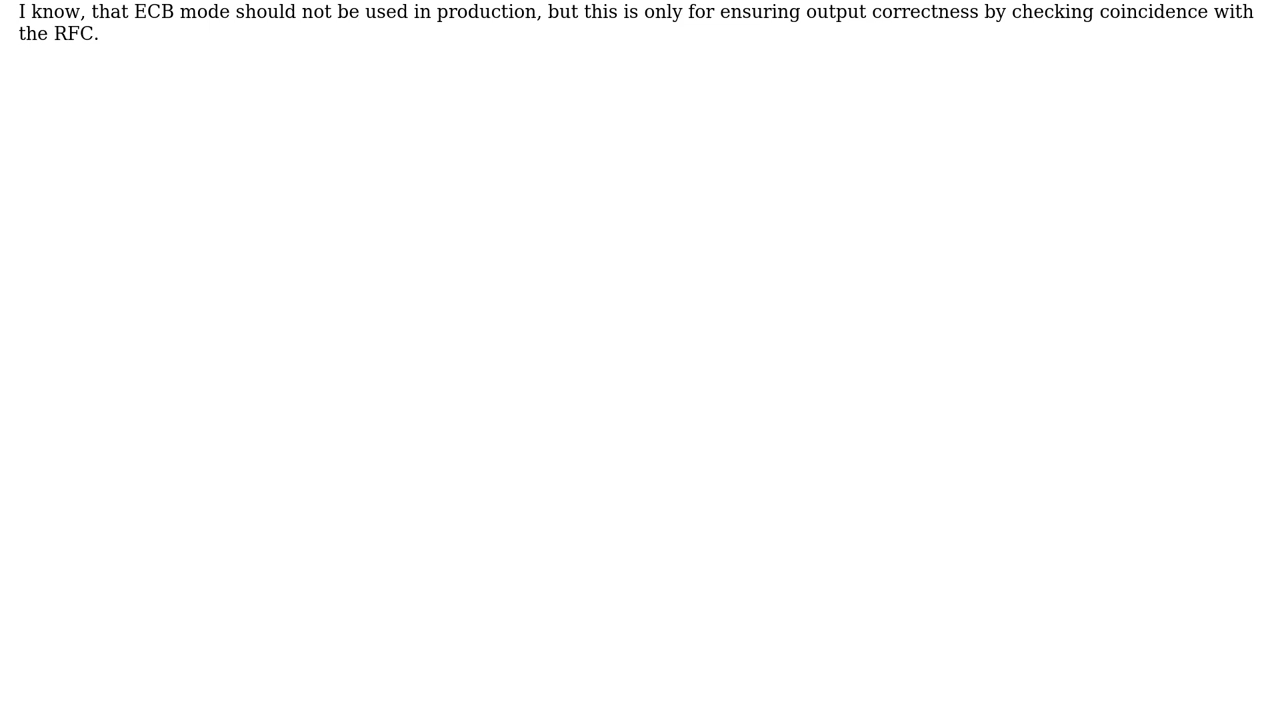 I know, that ECB mode should not be used in production, but this is only for ensuring output correctness by checking coincidence with
the RFC.